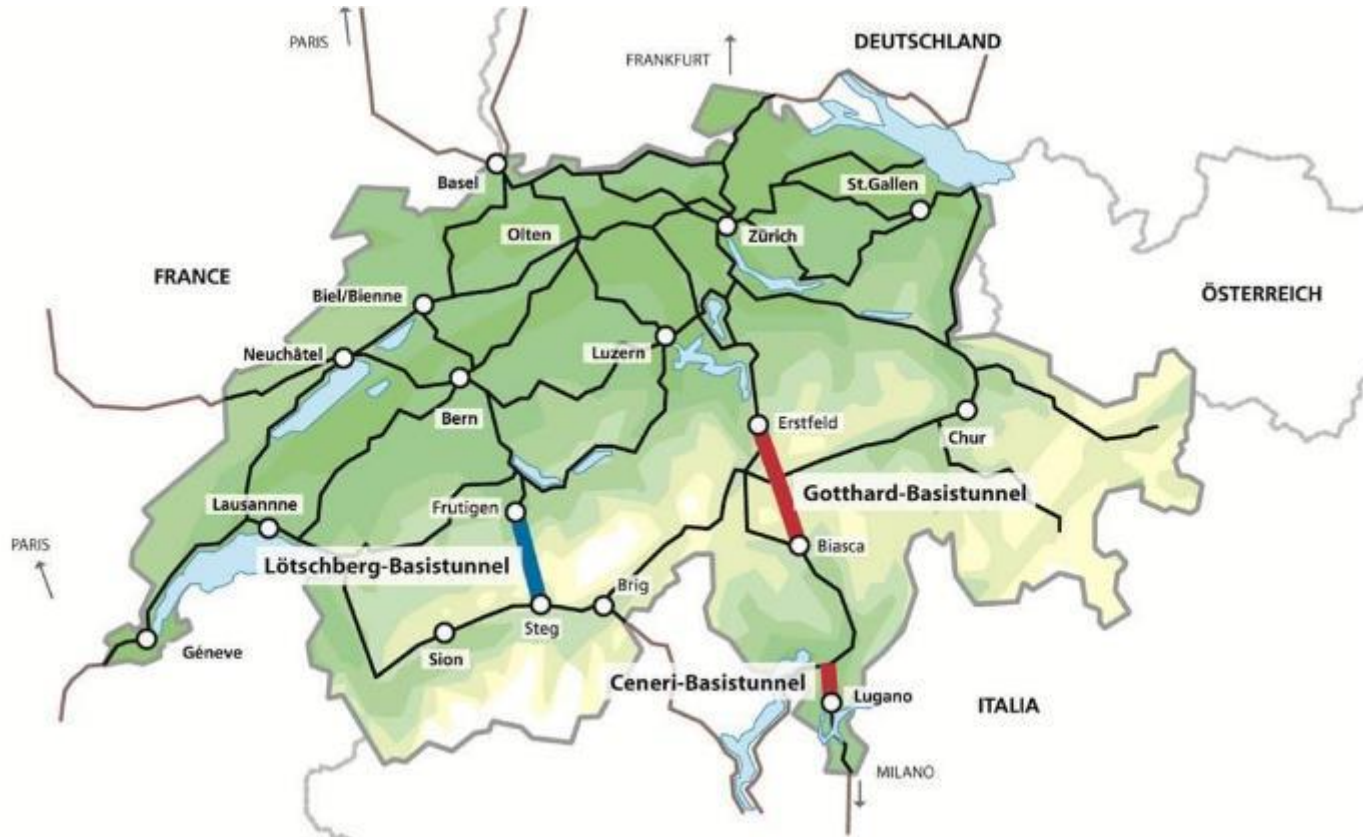 PARIS
FRANKFURT
DEUTSCHLAND
Basel
St.Gallen
Olten
Zürich
FRANCE
ÖSTERREICH
Biel/Bienne
Neuchâtel
Luzern
Bern
Erstfeld
Chur
Lausannne
Frutigen
Gotthard-Basistunnel
PARIS
Biasca
Lötschberg-Basistunnel
Brig
Steg
Géneve
Sion
Ceneri-Basistunnel
Lugano
ITALIA
MILANO